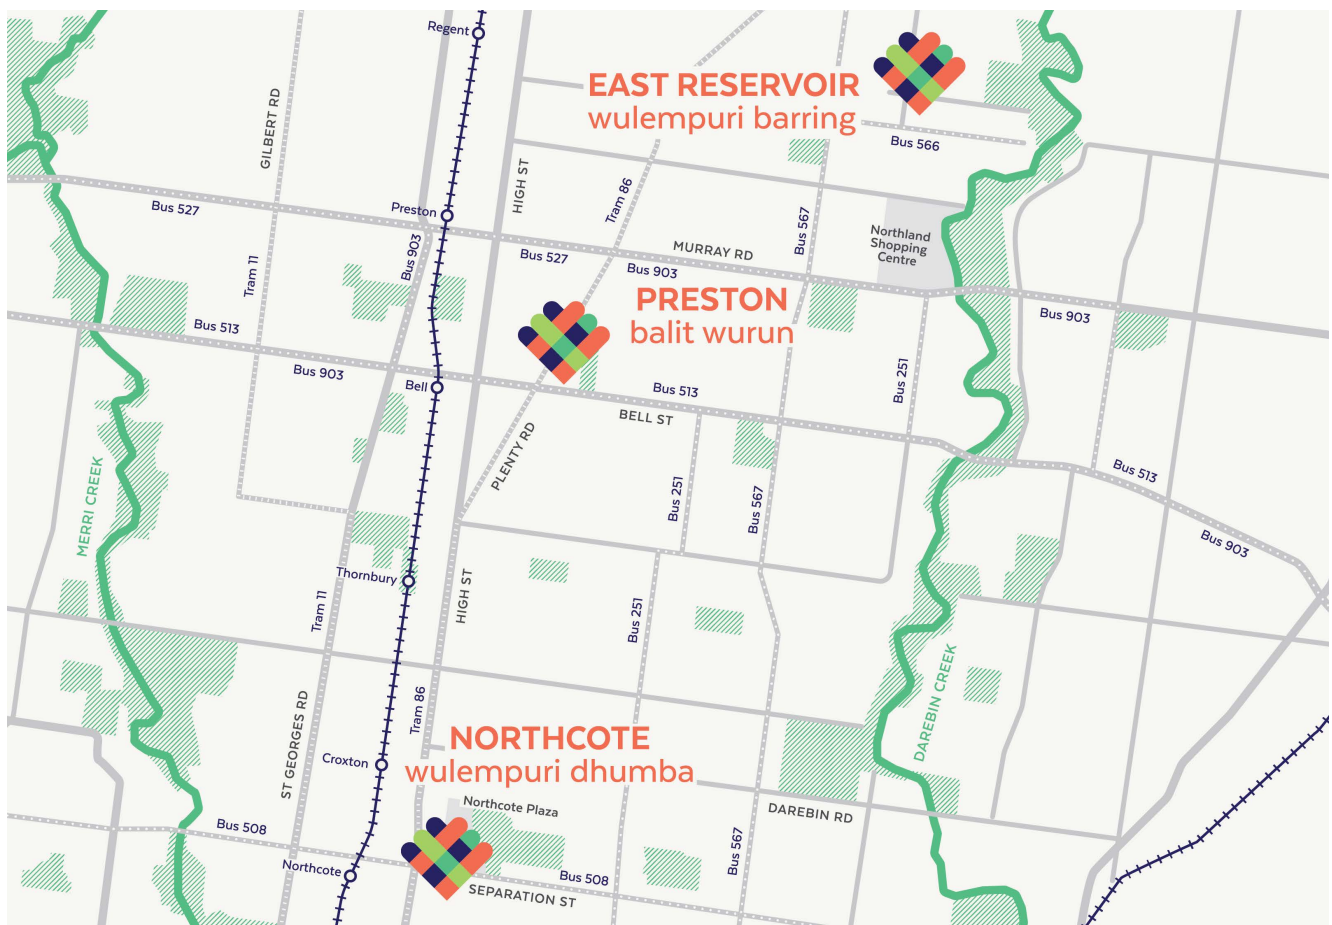 Regent
EAST RESERVOIR
wulempuri barring
GILBERT RD
Bus 566
HIGH ST
Tram 86
Bus 567
Preston
Bus 527
Bus 903
Northland
Shopping
Centre
MURRAY RD
Bus 527
Bus 903
Tram 11
PRESTON
balit wurun
Bus 903
Bus 513
Bus 903
Bell
Bus 513
Bus 251
BELL ST
PLENTY RD
Bus 513
MERRI CREEK
Bus 251
Bus 567
Bus 903
Thornbury
HIGH ST
Tram 11
Bus 251
DAREBIN CREEK
ST GEORGES RD
Tram 86
NORTHCOTE
wulempuri dhumba
Croxton
Northcote Plaza
DAREBIN RD
Bus 508
Bus 567
Northcote
Bus 508
SEPARATION ST